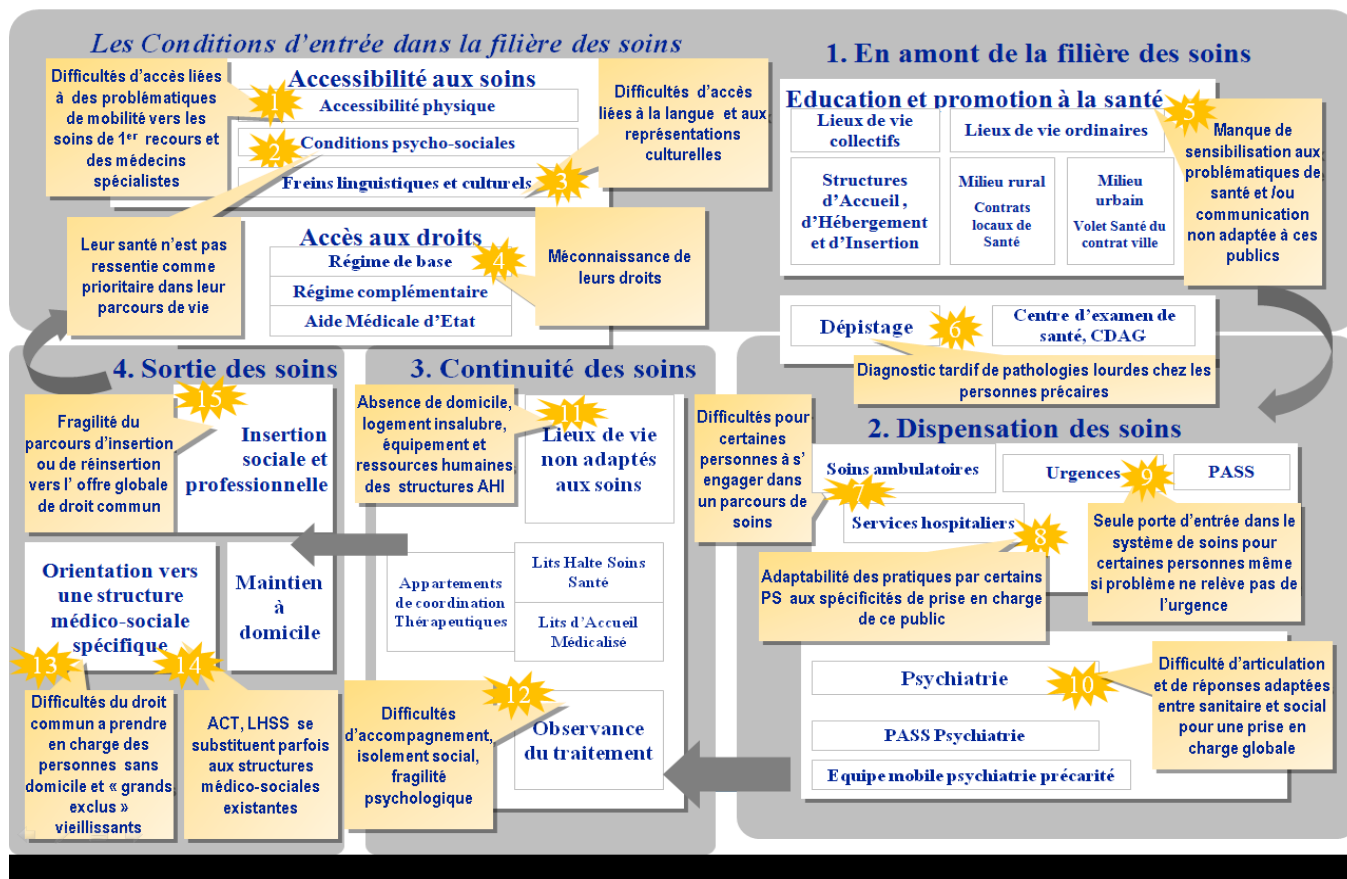 Les Conditions d’entrée dans la filière des soins
Difficultés d’accès liées
à des problématiques
de mobilité vers les
soins de 1er recours et
des médecins
spécialistes
Accessibilité aux soins
1
Accessibilité physique
2
Conditions psycho-sociales
Freins linguistiques et culturels
3
Difficultés d’accès
liées à la langue et aux
représentations
culturelles
Leur santé n’est pas
ressentie comme
prioritaire dans leur
parcours de vie
Accès aux droits
Régime de base
4
Régime complémentaire
Aide Médicale d’Etat
Méconnaissance de
leurs droits
1. En amont de la filière des soins
Education et promotion à la santé
5
Lieux de vie
collectifs
Lieux de vie ordinaires
Structures
d’Accueil ,
d’Hébergement
et d’Insertion
Milieu rural
Contrats
locaux de
Santé
Milieu
urbain
Volet Santé du
contrat ville
Manque de
sensibilisation aux
problématiques de
santé et /ou
communication
non adaptée à ces
publics
Dépistage
6
Centre d’examen de
santé, CDAG
Diagnostic tardif de pathologies lourdes chez les
personnes précaires
2. Dispensation des soins
Difficultés pour
certaines
personnes à s’
engager dans
un parcours de
soins
Soins ambulatoires
7
Urgences
9
PASS
Services hospitaliers
8
Adaptabilité des pratiques par certains
PS aux spécificités de prise en charge
de ce public
Seule porte d’entrée dans le
système de soins pour
certaines personnes même
si problème ne relève pas de
l’urgence
Psychiatrie
10
Difficulté d’articulation
et de réponses adaptées
entre sanitaire et social
pour une prise en
charge globale
PASS Psychiatrie
Equipe mobile psychiatrie précarité
3. Continuité des soins
Absence de domicile,
logement insalubre,
équipement et
ressources humaines,
des structures AHI
11
Lieux de vie
non adaptés
aux soins
Appartements
de coordination
Thérapeutiques
Lits Halte Soins
Santé
Lits d’Accueil
Médicalisé
12
Difficultés
d’accompagnement,
isolement social,
fragilité
psychologique
Observance
du traitement
4. Sortie des soins
15
Fragilité du
parcours d’insertion
ou de réinsertion
vers l’ offre globale
de droit commun
Insertion
sociale et
professionnelle
Orientation vers
une structure
médico-sociale
spécifique
Maintien
à
domicile
13
Difficultés du droit
commun a prendre
en charge des
personnes sans
domicile et « grands
exclus »
vieillissants
14
ACT, LHSS se
substituent parfois
aux structures
médico-sociales
existantes